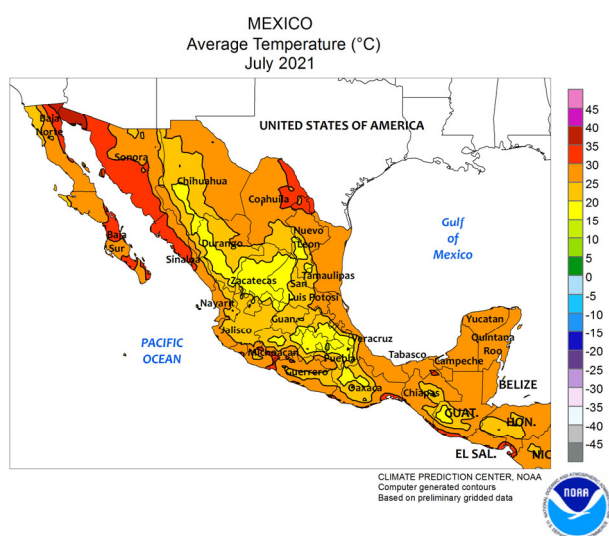 MEXICO
Average Temperature (°C)
July 2021
UNITED STATES OF AMERICA
Baja
Norte
Sonora
Chihuahua
Coahuila
Nuevo
Leon
Baja
Sur
Sinaloa
Durango
Zacatecas
San
Luis Potosi
Tamaulipas
Nayarit
Jalisco
Guan.
Michoacan
Guerrero
Puebla
Veracruz
Oaxaca
Tabasco
Chiapas
Campeche
Yucatan
Quintana
Roo
Gulf
of
Mexico
PACIFIC
OCEAN
BELIZE
GUAT.
HON.
EL SAL.
NIC
45
40
35
30
25
20
15
10
5
0
-5
-10
-15
-20
-25
-30
-35
-40
-45
CLIMATE PREDICTION CENTER, NOAA
Computer generated contours
Based on preliminary gridded data
NOAA